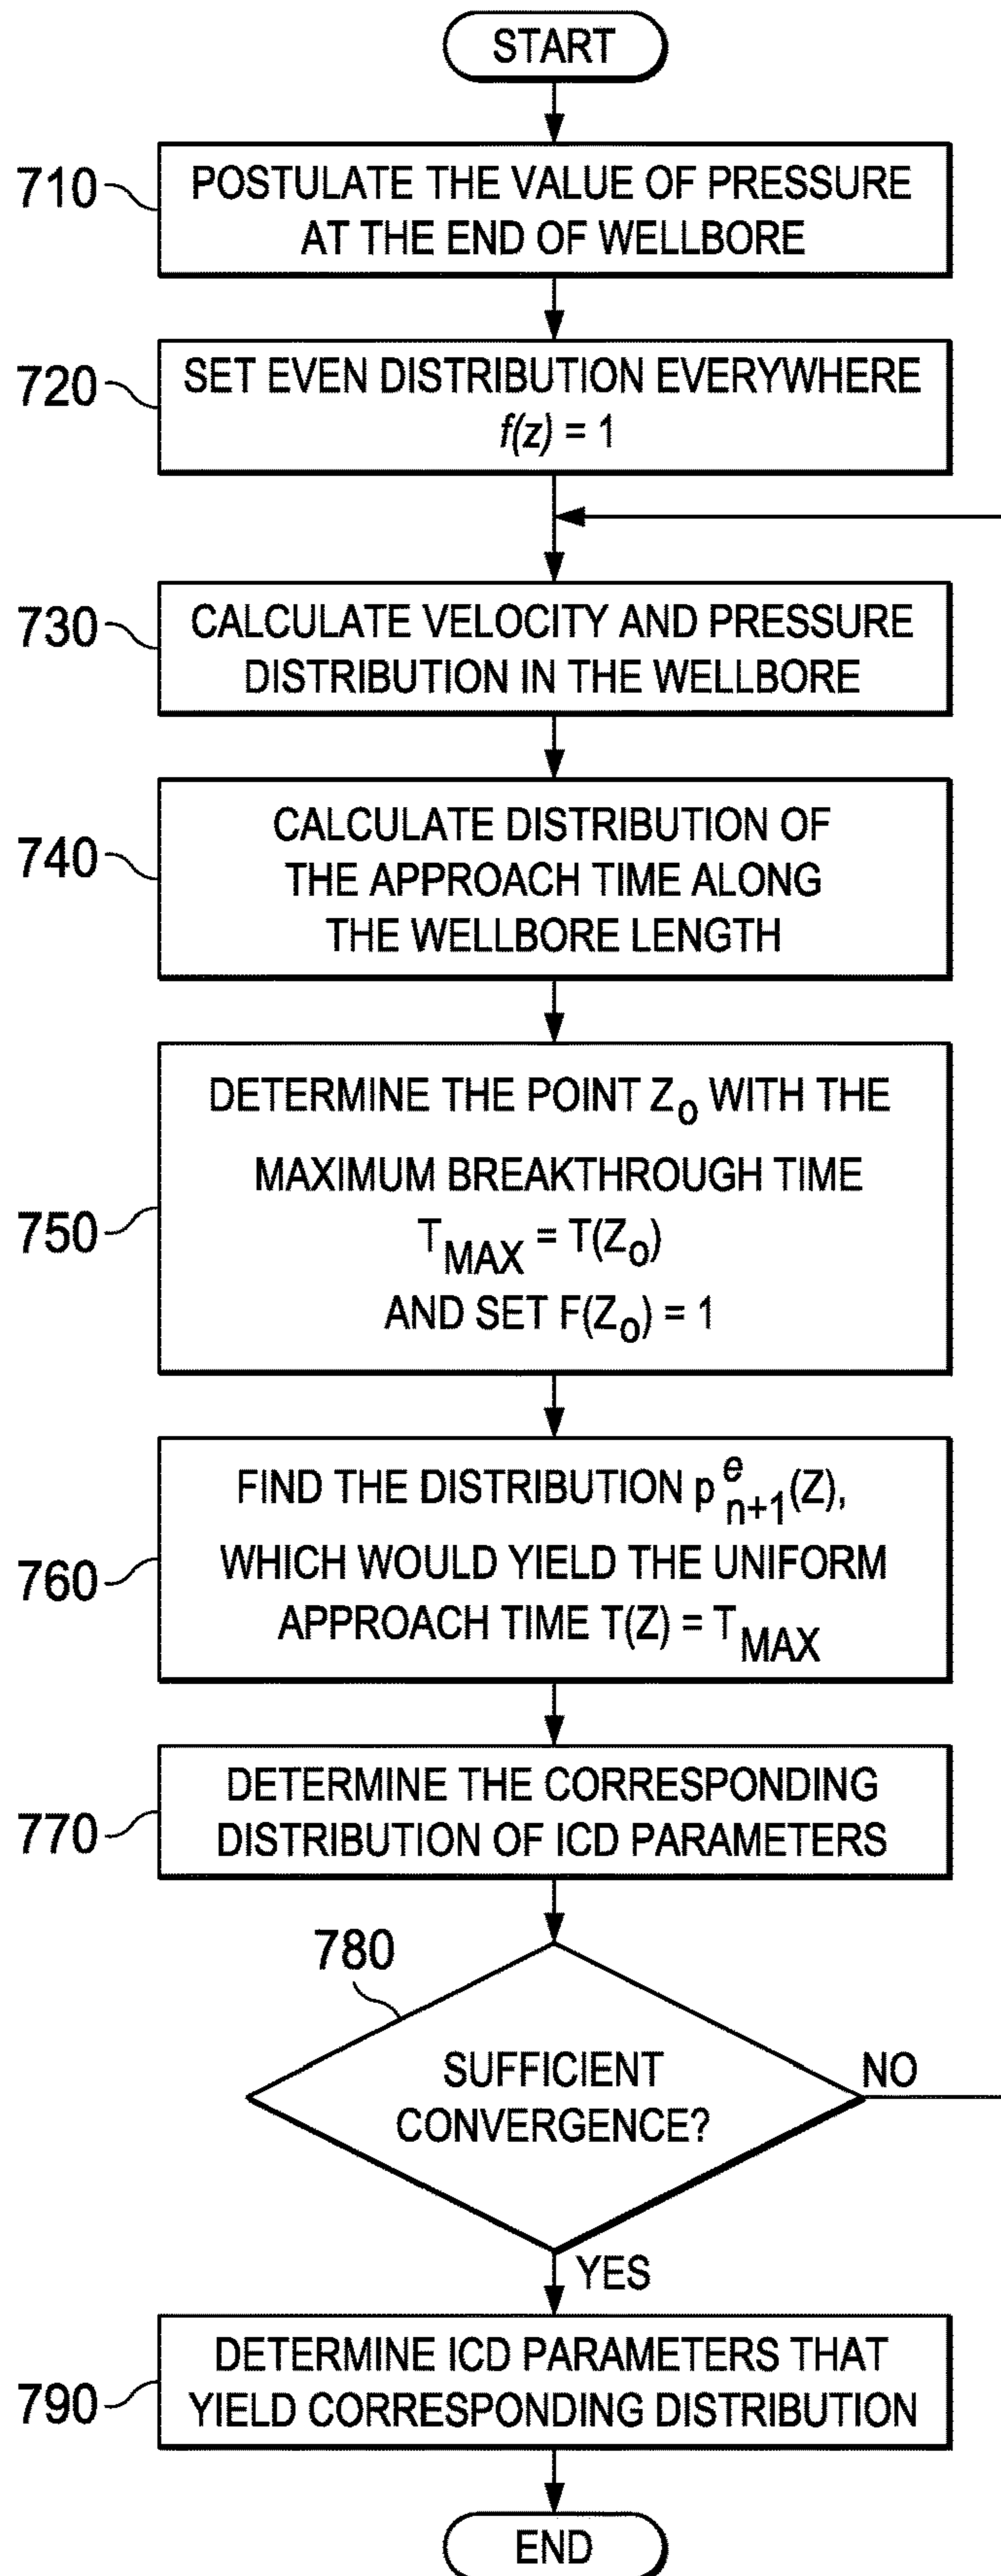 START
710
POSTULATE THE VALUE OF PRESSURE
AT THE END OF WELLBORE
720
SET EVEN DISTRIBUTION EVERYWHERE
f(z) = 1
730
CALCULATE VELOCITY AND PRESSURE
DISTRIBUTION IN THE WELLBORE
740
CALCULATE DISTRIBUTION OF
THE APPROACH TIME ALONG
THE WELLBORE LENGTH
750
DETERMINE THE POINT Z₀ WITH THE
MAXIMUM BREAKTHROUGH TIME
T_MAX = T(Z₀)
AND SET F(Z₀) = 1
760
FIND THE DISTRIBUTION p^e_n+1(Z),
WHICH WOULD YIELD THE UNIFORM
APPROACH TIME T(Z) = T_MAX
770
DETERMINE THE CORRESPONDING
DISTRIBUTION OF ICD PARAMETERS
780
SUFFICIENT
CONVERGENCE?
NO
YES
790
DETERMINE ICD PARAMETERS THAT
YIELD CORRESPONDING DISTRIBUTION
END